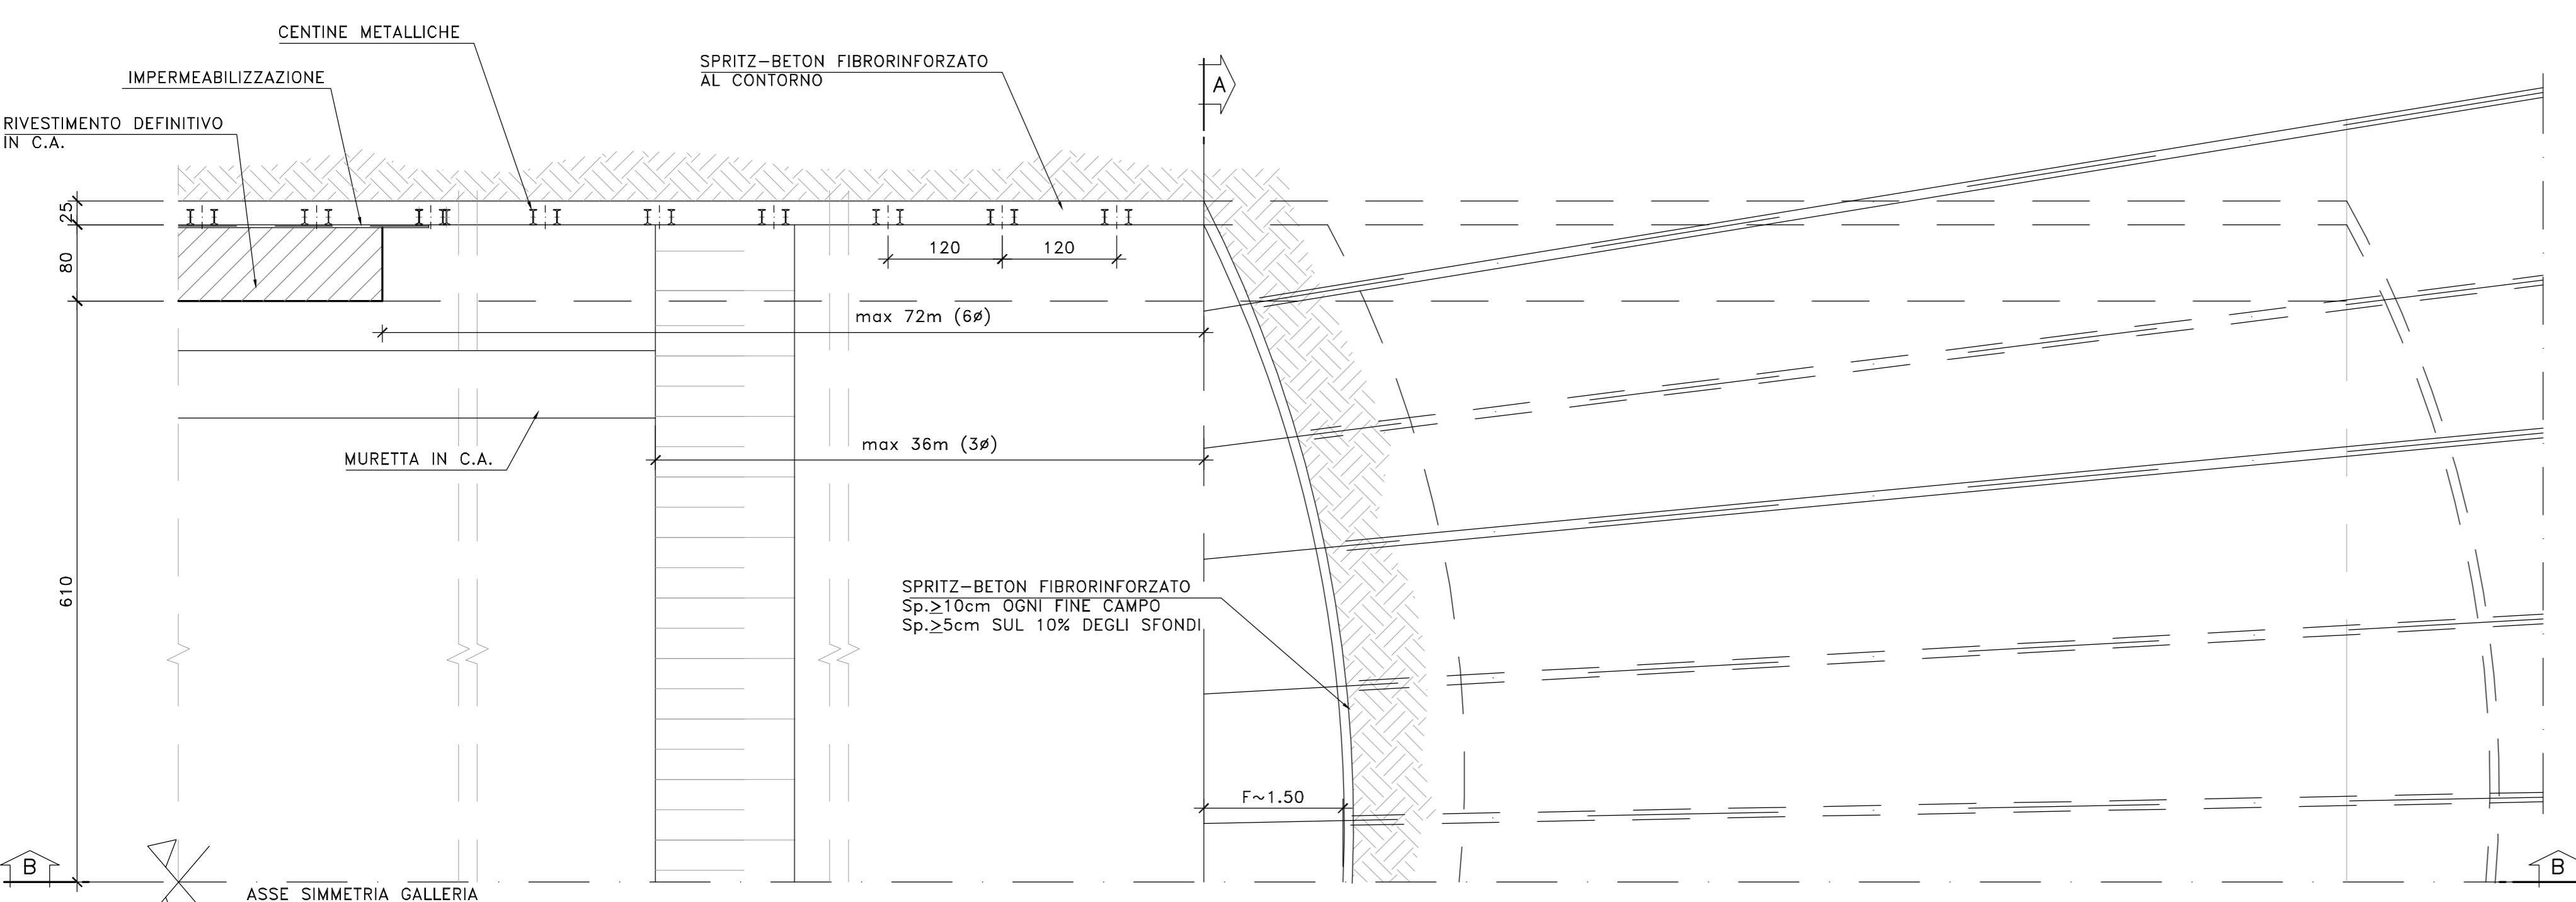 CENTINE METALLICHE
IMPERMEABILIZZAZIONE
RIVESTIMENTO DEFINITIVO
IN C.A.
SPRITZ-BETON FIBRORINFORZATO
AL CONTORNO
A
25
80
610
120
120
max 72m (6ø)
max 36m (3ø)
MURETTA IN C.A.
SPRITZ-BETON FIBRORINFORZATO
Sp.≥10cm OGNI FINE CAMPO
Sp.≥5cm SUL 10% DEGLI SFONDI
F~1.50
B
B
ASSE SIMMETRIA GALLERIA